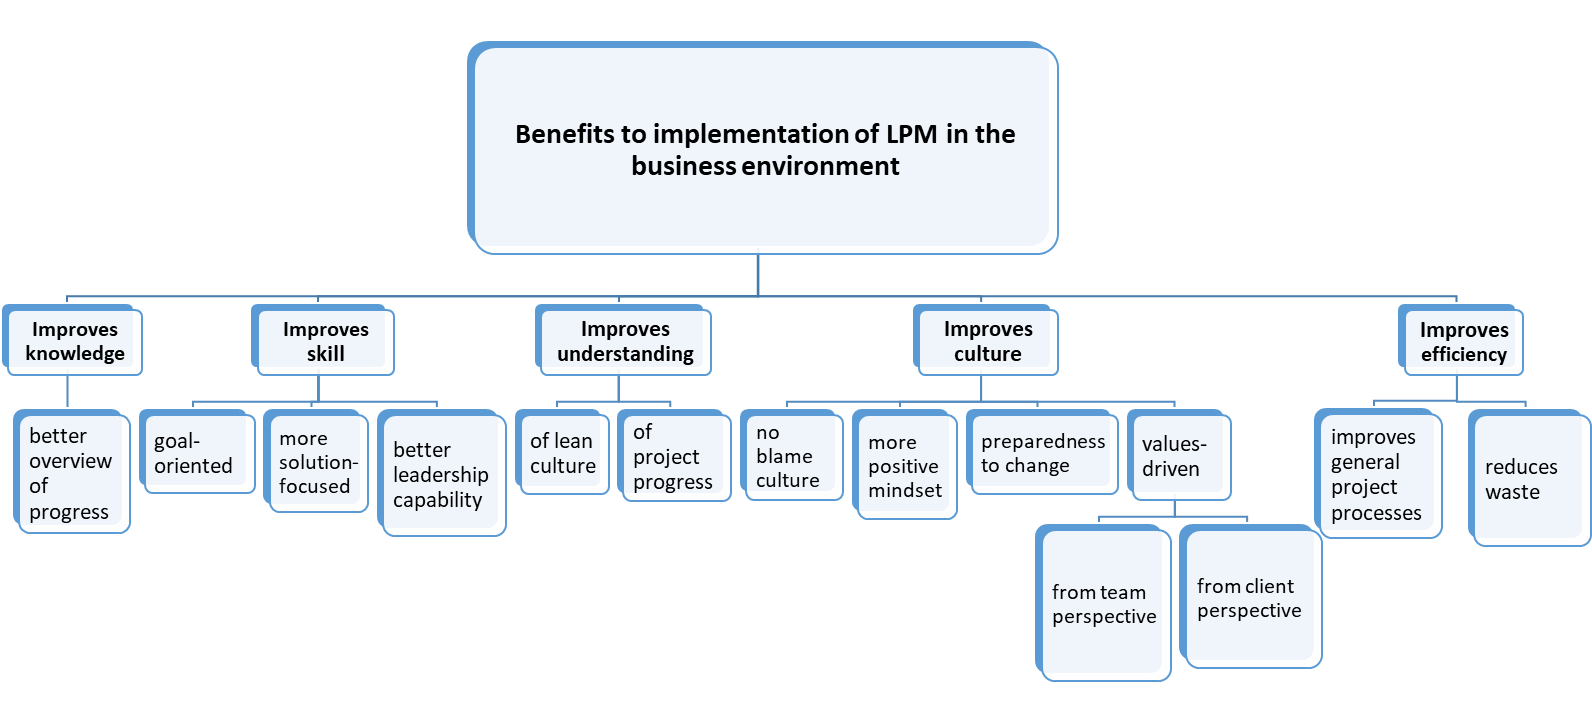 Benefits to implementation of LPM in the
business environment
Improves
knowledge
Improves
skill
Improves
understanding
Improves
culture
Improves
efficiency
better
overview
of
progress
goal-
oriented
more
solution-
focused
better
leadership
capability
of lean
culture
of
project
progress
no
blame
culture
more
positive
mindset
preparedness
to change
values-
driven
from team
perspective
from client
perspective
improves
general
project
processes
reduces
waste